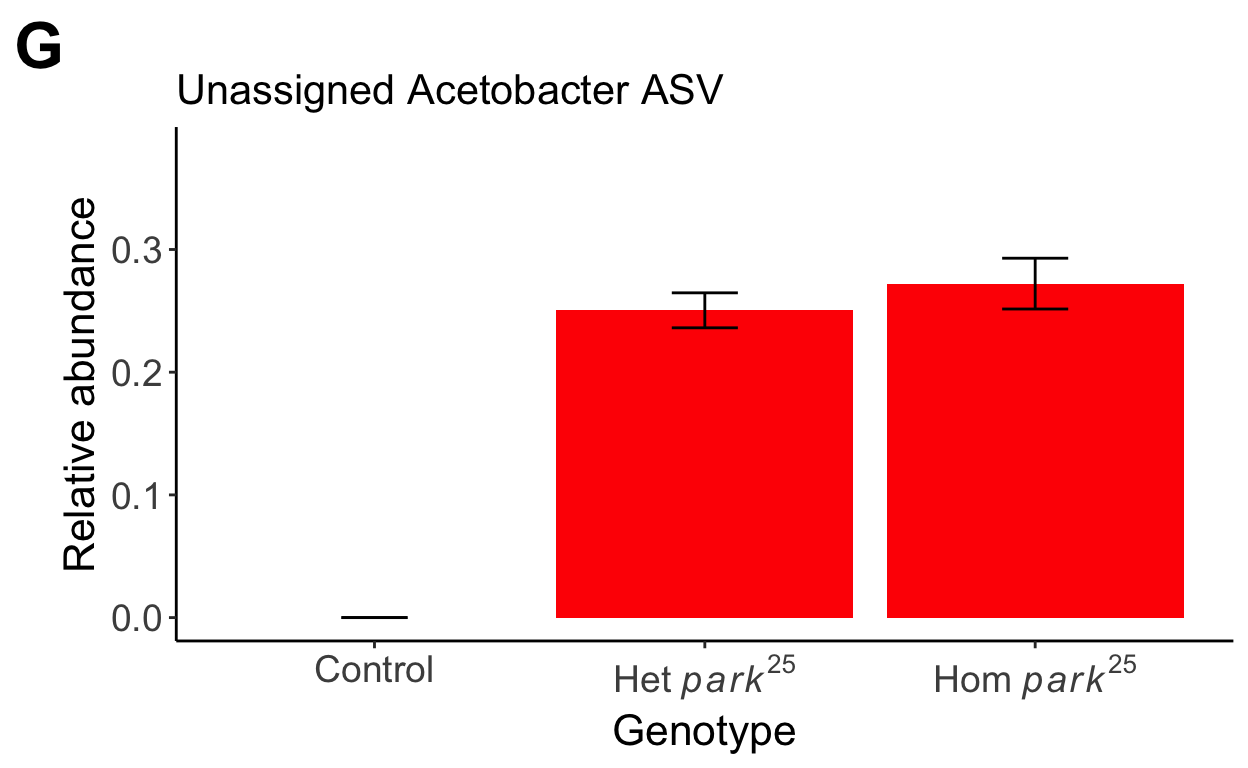 G
Unassigned Acetobacter ASV
Relative abundance
0.3
0.2
0.1
0.0
Control
Het park²⁵
Hom park²⁵
Genotype